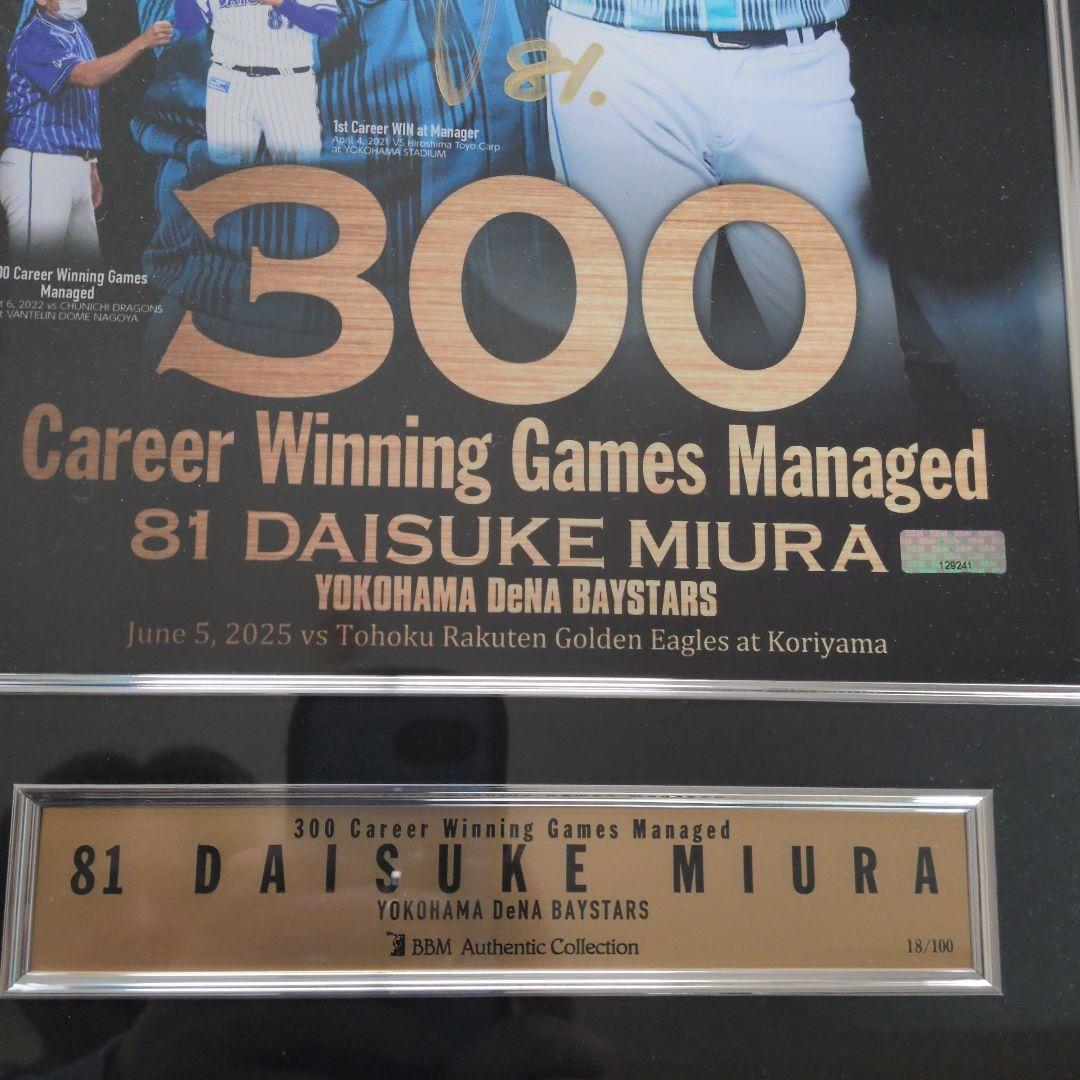 81.
1st Career WIN at Manager
April 4, 2021 VS Hiroshima Toyo Carp
at YOKOHAMA STADIUM
00 Career Winning Games
Managed
6, 2022 vs CHUNICHI DRAGONS
VANTELIN DOME NAGOYA
300
Career Winning Games Managed
81 DAISUKE MIURA
BBM
129241
YOKOHAMA DeNA BAYSTARS
June 5, 2025 vs Tohoku Rakuten Golden Eagles at Koriyama
300 Career Winning Games Managed
81 DAISUKE MIURA
YOKOHAMA DeNA BAYSTARS
BBM Authentic Collection
18/100